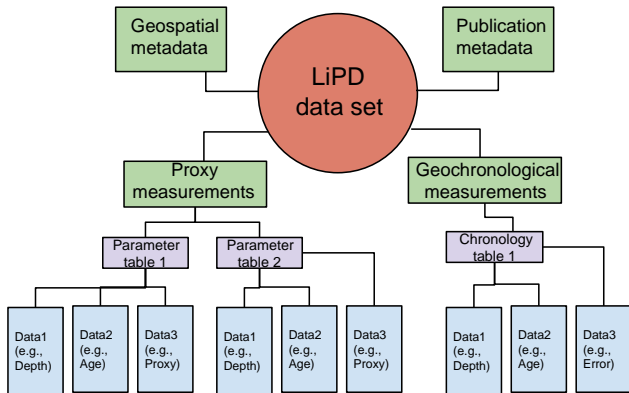 Geospatial
metadata
Publication
metadata
LiPD
data set
Proxy
measurements
Geochronological
measurements
Parameter
table 1
Parameter
table 2
Chronology
table 1
Data1
(e.g.,
Depth)
Data2
(e.g.,
Age)
Data3
(e.g.,
Proxy)
Data1
(e.g.,
Depth)
Data2
(e.g.,
Age)
Data3
(e.g.,
Proxy)
Data1
(e.g.,
Depth)
Data2
(e.g.,
Age)
Data3
(e.g.,
Error)